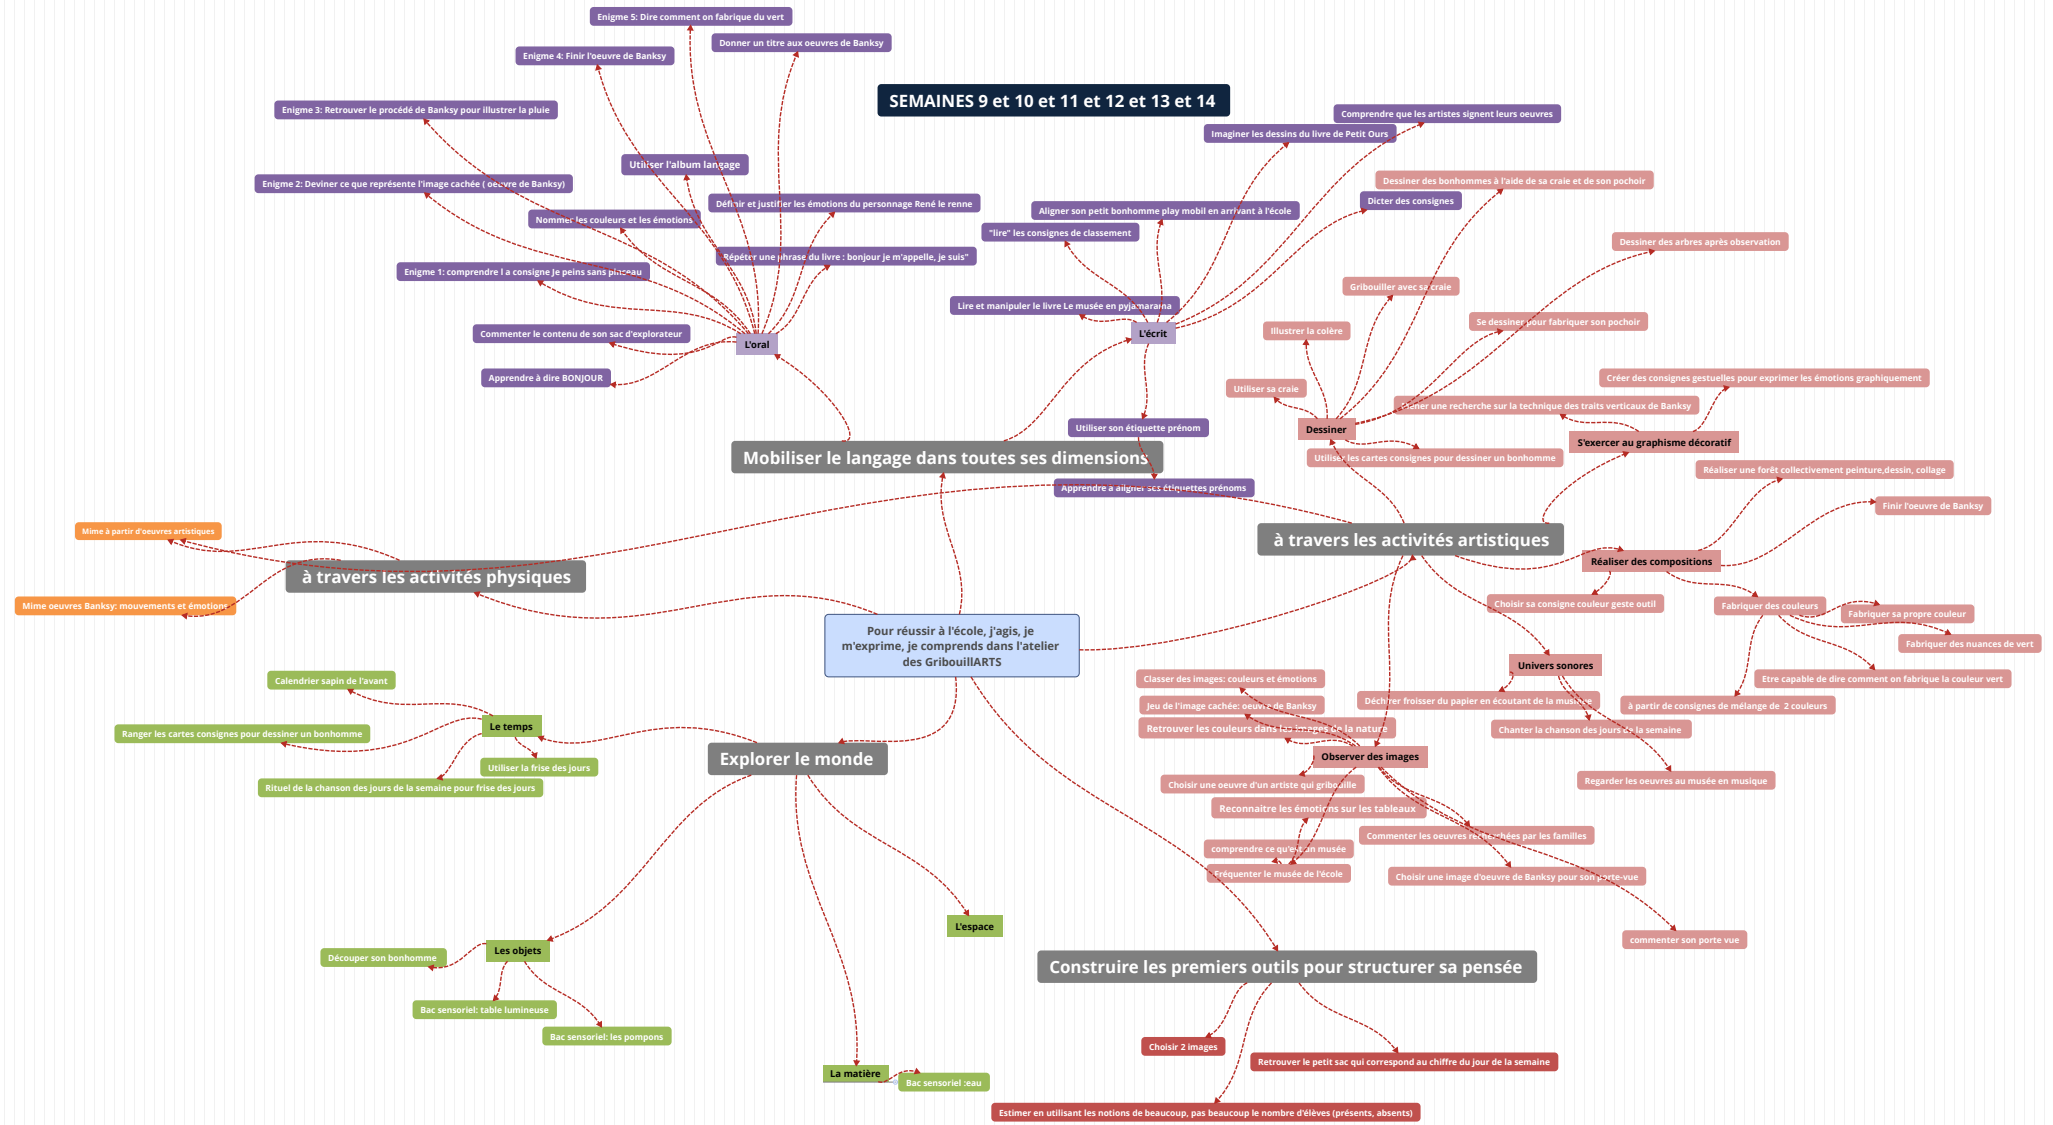 Enigme 5: Dire comment on fabrique du vert
Donner un titre aux oeuvres de Banksy
Enigme 4: Finir l'oeuvre de Banksy
SEMAINES 9 et 10 et 11 et 12 et 13 et 14
Enigme 3: Retrouver le procédé de Banksy pour illustrer la pluie
Comprendre que les artistes signent leurs oeuvres
Imaginer les dessins du livre de Petit Ours
Utiliser l'album langage
Enigme 2: Deviner ce que représente l'image cachée ( oeuvre de Banksy)
Dessiner des bonhommes à l'aide de sa craie et de son pochoir
Définir et justifier les émotions du personnage René le renne
Dicter des consignes
Aligner son petit bonhomme play mobil en arrivant à l'école
Nommer les couleurs et les émotions
"lire" les consignes de classement
Dessiner des arbres après observation
Répéter une phrase du livre : bonjour je m'appelle, je suis"
Enigme 1: comprendre l a consigne Je peins sans pinceau
Gribouiller avec sa craie
Lire et manipuler le livre Le musée en pyjamarama
Se dessiner pour fabriquer son pochoir
Illustrer la colère
Commenter le contenu de son sac d'explorateur
L'écrit
L'oral
Apprendre à dire BONJOUR
Créer des consignes gestuelles pour exprimer les émotions graphiquement
Utiliser sa craie
une recherche sur la technique des traits verticaux de Banksy
Utiliser son étiquette prénom
Dessiner
S'exercer au graphisme décoratif
Mobiliser le langage dans toutes ses dimensions
Utiliser les cartes consignes pour dessiner un bonhomme
Réaliser une forêt collectivement peinture,dessin, collage
Apprendre à aligner ses étiquettes prénoms
Finir l'oeuvre de Banksy
Mime à partir d'oeuvres artistiques
à travers les activités artistiques
Réaliser des compositions
à travers les activités physiques
Choisir sa consigne couleur geste outil
Fabriquer des couleurs
Mime oeuvres Banksy: mouvements et émotions
Fabriquer sa propre couleur
Pour réussir à l'école, j'agis, je
m'exprime, je comprends dans l'atelier
des GribouillARTS
Fabriquer des nuances de vert
Univers sonores
Calendrier sapin de l'avant
Classer des images: couleurs et émotions
Etre capable de dire comment on fabrique la couleur vert
Déchirer froisser du papier en écoutant de la musique
Jeu de l'image cachée: oeuvre de Banksy
à partir de consignes de mélange de 2 couleurs
Le temps
Retrouver les couleurs dans les images de la nature
Chanter la chanson des jours de la semaine
Ranger les cartes consignes pour dessiner un bonhomme
Explorer le monde
Observer des images
Utiliser la frise des jours
Regarder les oeuvres au musée en musique
Choisir une oeuvre d'un artiste qui gribouille
Rituel de la chanson des jours de la semaine pour frise des jours
Reconnaitre les émotions sur les tableaux
Commenter les oeuvres recherchées par les familles
comprendre ce qu'est un musée
Fréquenter le musée de l'école
Choisir une image d'oeuvre de Banksy pour son porte-vue
L'espace
commenter son porte vue
Les objets
Découper son bonhomme
Construire les premiers outils pour structurer sa pensée
Bac sensoriel: table lumineuse
Bac sensoriel: les pompons
Choisir 2 images
Retrouver le petit sac qui correspond au chiffre du jour de la semaine
La matière
Bac sensoriel :eau
Estimer en utilisant les notions de beaucoup, pas beaucoup le nombre d'élèves (présents, absents)